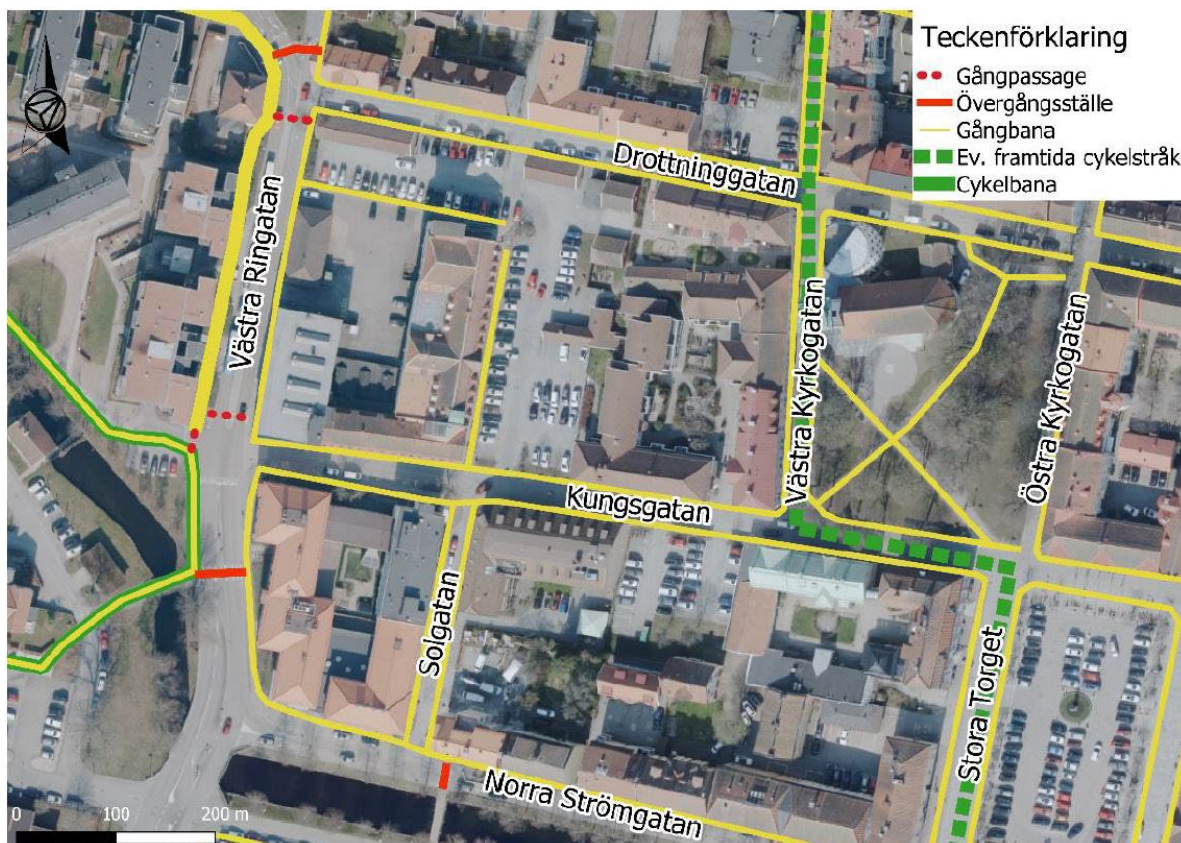 Teckenförklaring
Gångpassage
Övergångsställe
Gångbana
Ev. framtida cykelstråk
Cykelbana
Drottninggatan
Västra Ringatan
Västra Kyrkogatan
Östra Kyrkogatan
Kungsgatan
Solgatan
Stora Torget
Norra Strömgatan
0 100 200 m